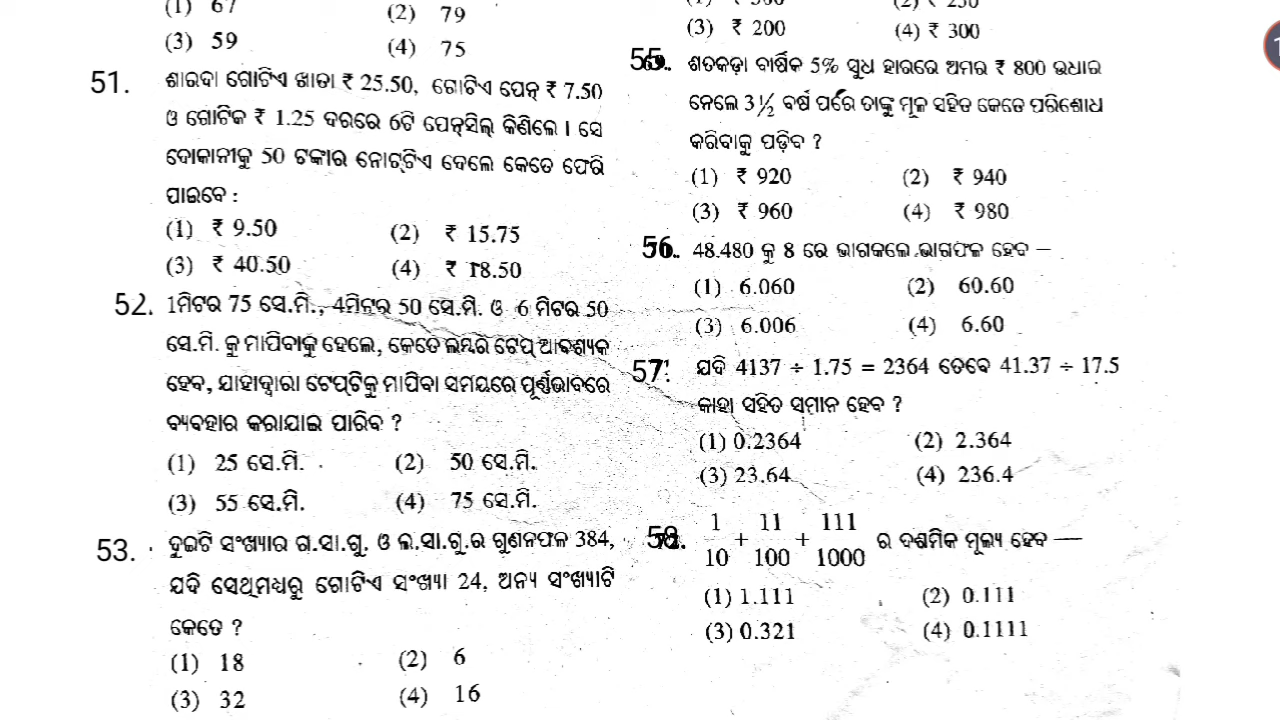 (1) 67
(2) 79
(3) 59
(4) 75
51. ଶାରଦା ଗୋଟିଏ ଖାତା ₹ 25.50, ଗୋଟିଏ ପେନ୍ ₹ 7.50
ଓ ଗୋଟିକ ₹ 1.25 ଦରରେ 6ଟି ପେନ୍‌ସିଲ୍ କିଣିଲେ । ସେ
ଦୋକାନୀକୁ 50 ଟଙ୍କାର ନୋଟ୍‌ଟିଏ ଦେଲେ କେତେ ଫେରି
ପାଇବେ :
(1) ₹ 9.50
(2) ₹ 15.75
(3) ₹ 40.50
(4) ₹ 18.50
52. 1ମିଟର 75 ସେ.ମି., 4ମିଟର 50 ସେ.ମି. ଓ 6 ମିଟର 50
ସେ.ମି. କୁ ମାପିବାକୁ ହେଲେ, କେତେ ଲମ୍ବର ଟେପ୍ ଆବଶ୍ୟକ
ହେବ, ଯାହାଦ୍ୱାରା ଟେପ୍‌ଟିକୁ ମାପିବା ସମୟରେ ପୂର୍ଣ୍ଣଭାବରେ
ବ୍ୟବହାର କରାଯାଇ ପାରିବ ?
(1) 25 ସେ.ମି.
(2) 50 ସେ.ମି.
(3) 55 ସେ.ମି.
(4) 75 ସେ.ମି.
53. ଦୁଇଟି ସଂଖ୍ୟାର ଗ.ସା.ଗୁ. ଓ ଲ.ସା.ଗୁ.ର ଗୁଣନଫଳ 384,
ଯଦି ସେଥିମଧ୍ୟରୁ ଗୋଟିଏ ସଂଖ୍ୟା 24, ଅନ୍ୟ ସଂଖ୍ୟାଟି
କେତେ ?
(1) 18
(2) 6
(3) 32
(4) 16
(2) ₹ 250
(3) ₹ 200
(4) ₹ 300
55. ଶତକଡ଼ା ବାର୍ଷିକ 5% ସୁଧ ହାରରେ ଅମର ₹ 800 ଉଧାର
ନେଲେ 3 1/2 ବର୍ଷ ପରେ ତାଙ୍କୁ ମୂଳ ସହିତ କେତେ ପରିଶୋଧ
କରିବାକୁ ପଡ଼ିବ ?
(1) ₹ 920
(2) ₹ 940
(3) ₹ 960
(4) ₹ 980
56. 48.480 କୁ 8 ରେ ଭାଗକଲେ ଭାଗଫଳ ହେବ —
(1) 6.060
(2) 60.60
(3) 6.006
(4) 6.60
57. ଯଦି 4137 ÷ 1.75 = 2364 ତେବେ 41.37 ÷ 17.5
କାହା ସହିତ ସମାନ ହେବ ?
(1) 0.2364
(2) 2.364
(3) 23.64
(4) 236.4
58. 1/10 + 11/100 + 111/1000 ର ଦଶମିକ ମୂଲ୍ୟ ହେବ —
(1) 1.111
(2) 0.111
(3) 0.321
(4) 0.1111